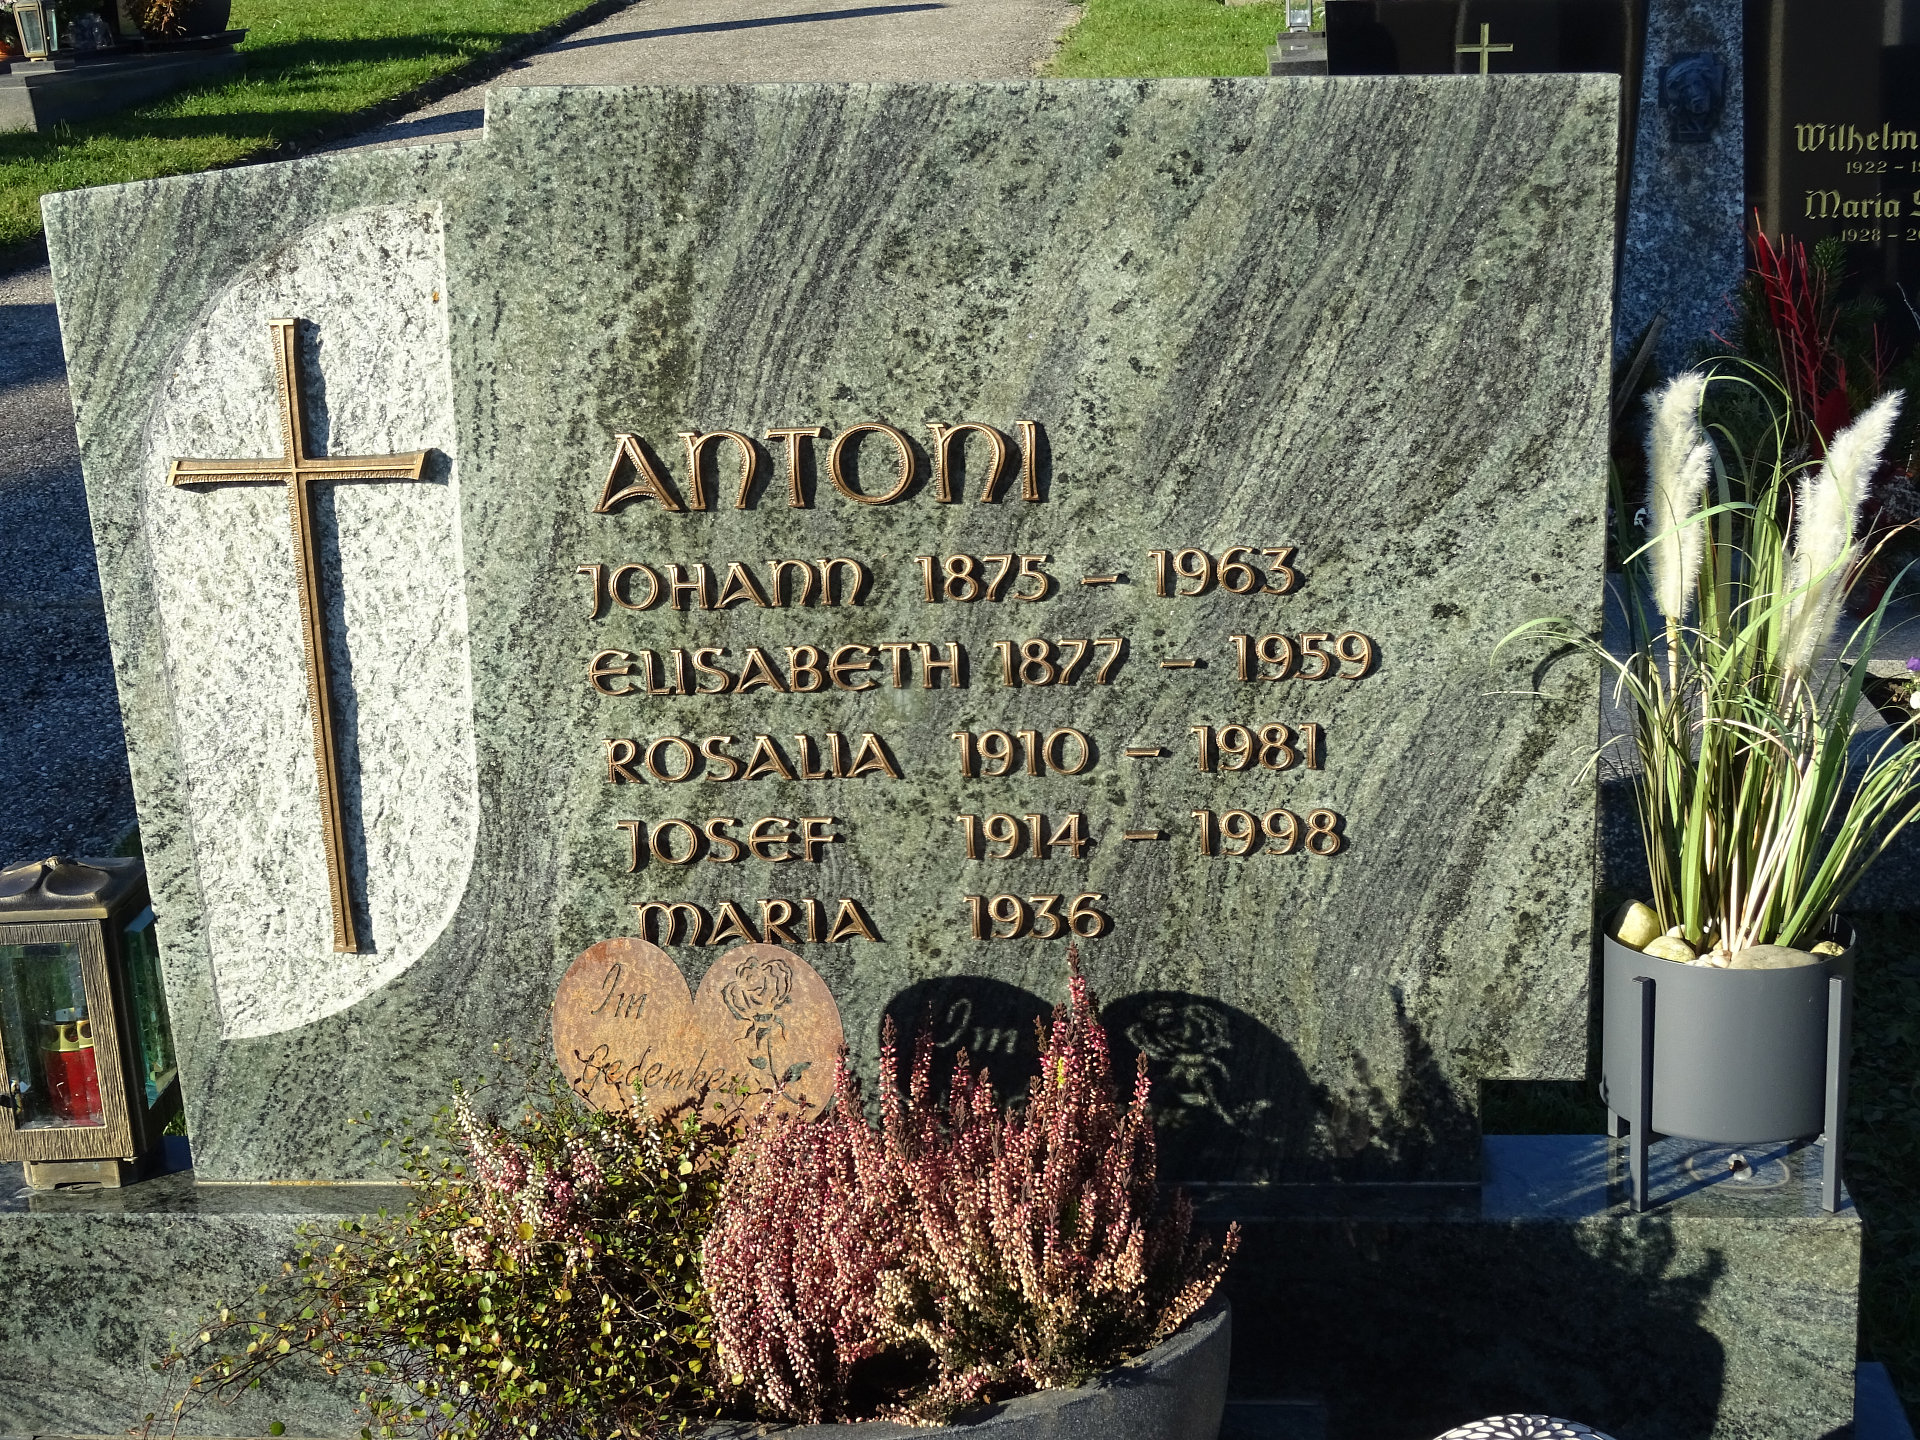 ANTONI
JOHANN 1875 – 1963
ELISABETH 1877 – 1959
ROSALIA 1910 – 1981
JOSEF 1914 – 1998
MARIA 1936
Im
Gedenken
Wilhelm
1922 –
Maria
1928 –